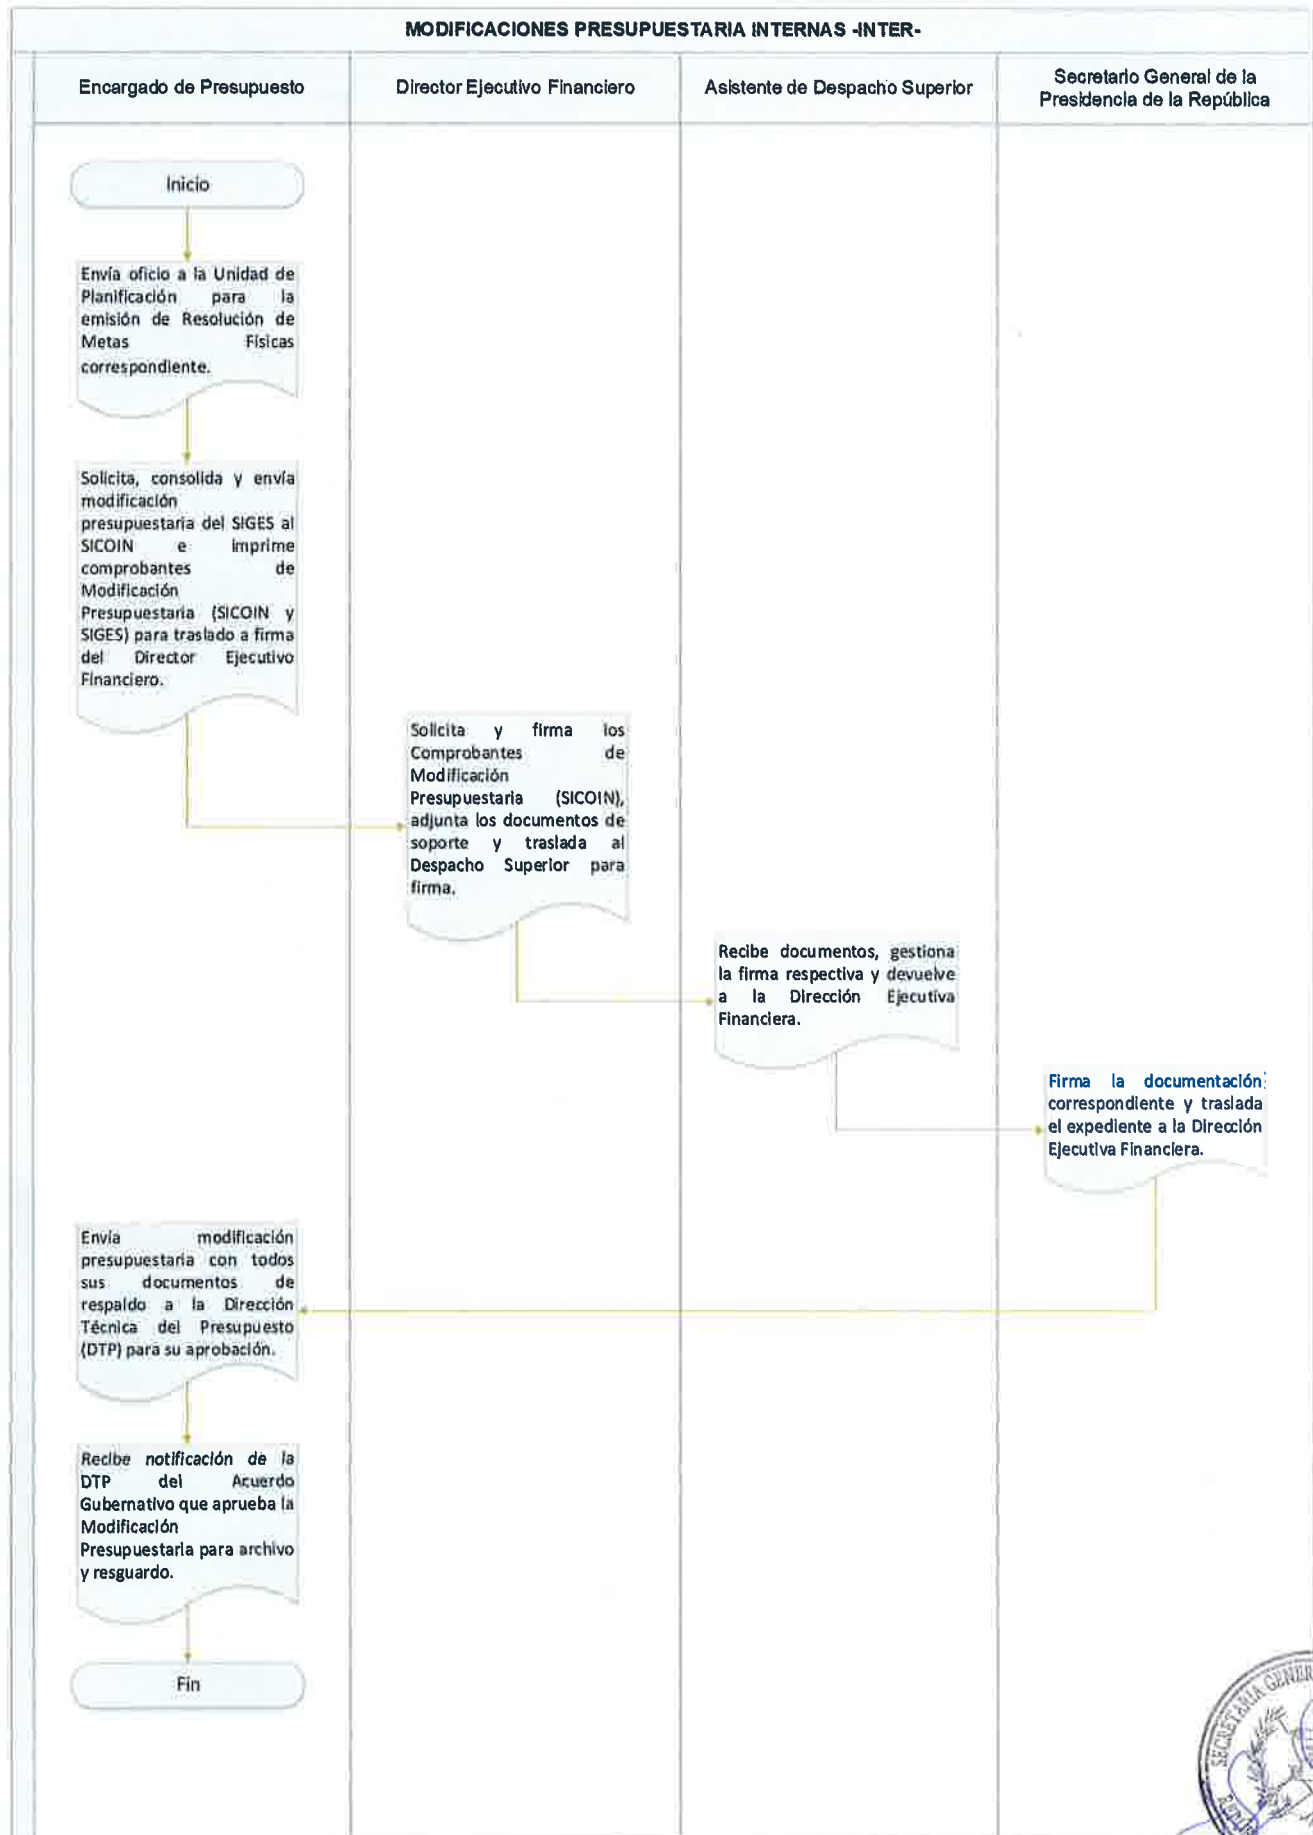 MODIFICACIONES PRESUPUESTARIA INTERNAS -INTER-
Encargado de Presupuesto
Director Ejecutivo Financiero
Asistente de Despacho Superior
Secretario General de la
Presidencia de la República
Inicio
Envía oficio a la Unidad de
Planificación para la
emisión de Resolución de
Metas Físicas
correspondiente.
Solicita, consolida y envía
modificación
presupuestaria del SIGES al
SICOIN e imprime
comprobantes de
Modificación
Presupuestaria (SICOIN y
SIGES) para traslado a firma
del Director Ejecutivo
Financiero.
Solicita y firma los
Comprobantes de
Modificación
Presupuestaria (SICOIN),
adjunta los documentos de
soporte y traslada al
Despacho Superior para
firma.
Recibe documentos, gestiona
la firma respectiva y devuelve
a la Dirección Ejecutiva
Financiera.
Firma la documentación
correspondiente y traslada
el expediente a la Dirección
Ejecutiva Financiera.
Envía modificación
presupuestaria con todos
sus documentos de
respaldo a la Dirección
Técnica del Presupuesto
(DTP) para su aprobación.
Recibe notificación de la
DTP del Acuerdo
Gubernativo que aprueba la
Modificación
Presupuestaria para archivo
y resguardo.
Fin
SECRETARIA GENER